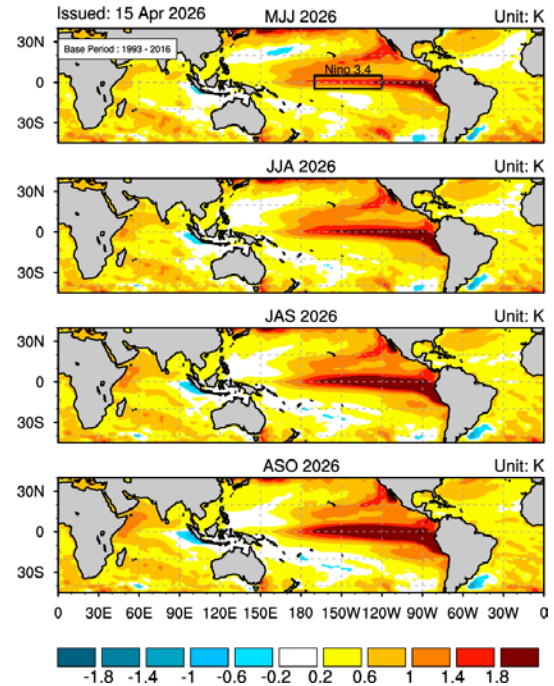 Issued: 15 Apr 2026 MJJ 2026 Unit: K
30N
Base Period : 1993 - 2016
Nino 3.4
0
30S
JJA 2026 Unit: K
30N
0
30S
JAS 2026 Unit: K
30N
0
30S
ASO 2026 Unit: K
30N
0
30S
0 30E 60E 90E 120E 150E 180 150W 120W 90W 60W 30W 0
-1.8 -1.4 -1 -0.6 -0.2 0.2 0.6 1 1.4 1.8